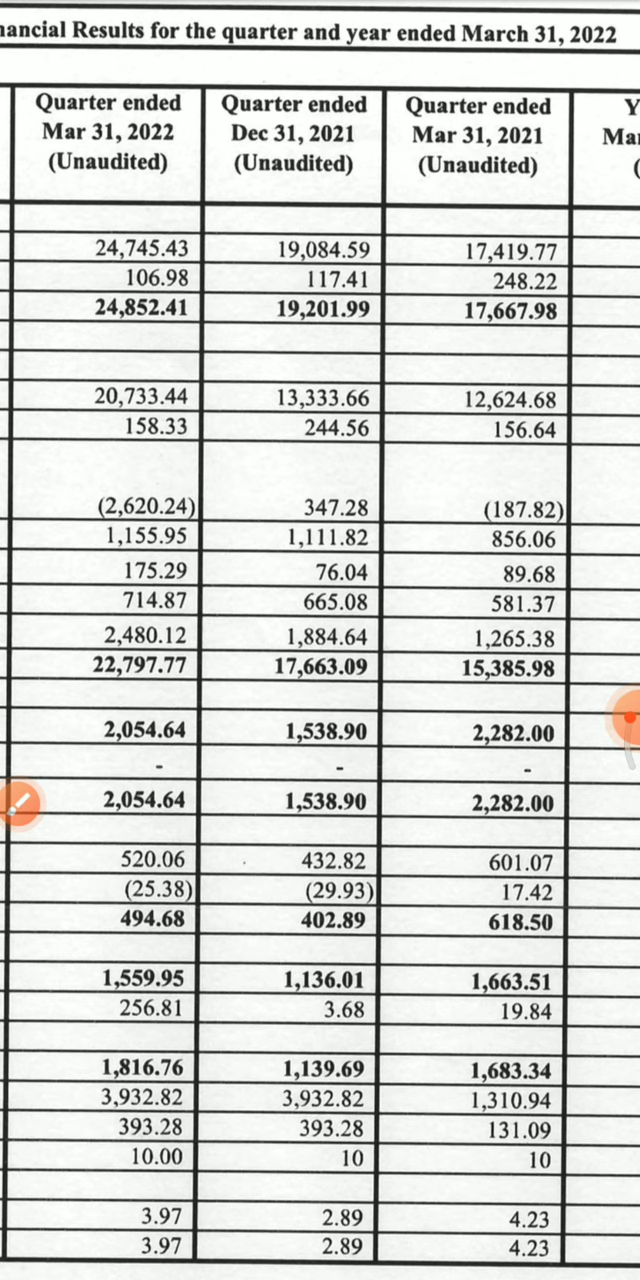 nancial Results for the quarter and year ended March 31, 2022
Quarter ended Quarter ended Quarter ended Y
Mar 31, 2022 Dec 31, 2021 Mar 31, 2021 Mar
(Unaudited) (Unaudited) (Unaudited) (
24,745.43 19,084.59 17,419.77
106.98 117.41 248.22
24,852.41 19,201.99 17,667.98
20,733.44 13,333.66 12,624.68
158.33 244.56 156.64
(2,620.24) 347.28 (187.82)
1,155.95 1,111.82 856.06
175.29 76.04 89.68
714.87 665.08 581.37
2,480.12 1,884.64 1,265.38
22,797.77 17,663.09 15,385.98
2,054.64 1,538.90 2,282.00
- - -
2,054.64 1,538.90 2,282.00
520.06 432.82 601.07
(25.38) (29.93) 17.42
494.68 402.89 618.50
1,559.95 1,136.01 1,663.51
256.81 3.68 19.84
1,816.76 1,139.69 1,683.34
3,932.82 3,932.82 1,310.94
393.28 393.28 131.09
10.00 10 10
3.97 2.89 4.23
3.97 2.89 4.23